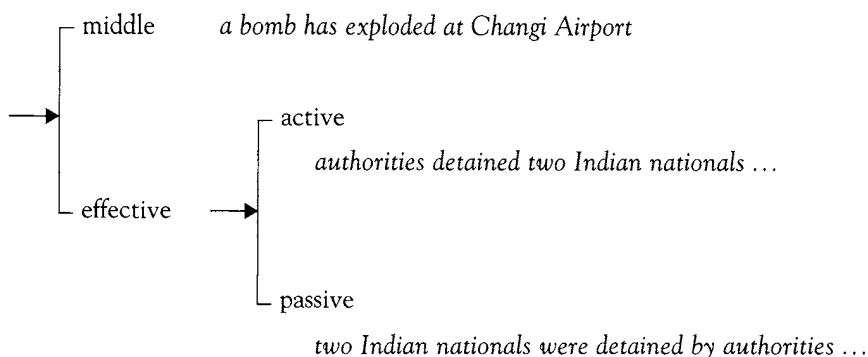 middle a bomb has exploded at Changi Airport
active
authorities detained two Indian nationals ...
effective
passive
two Indian nationals were detained by authorities ...